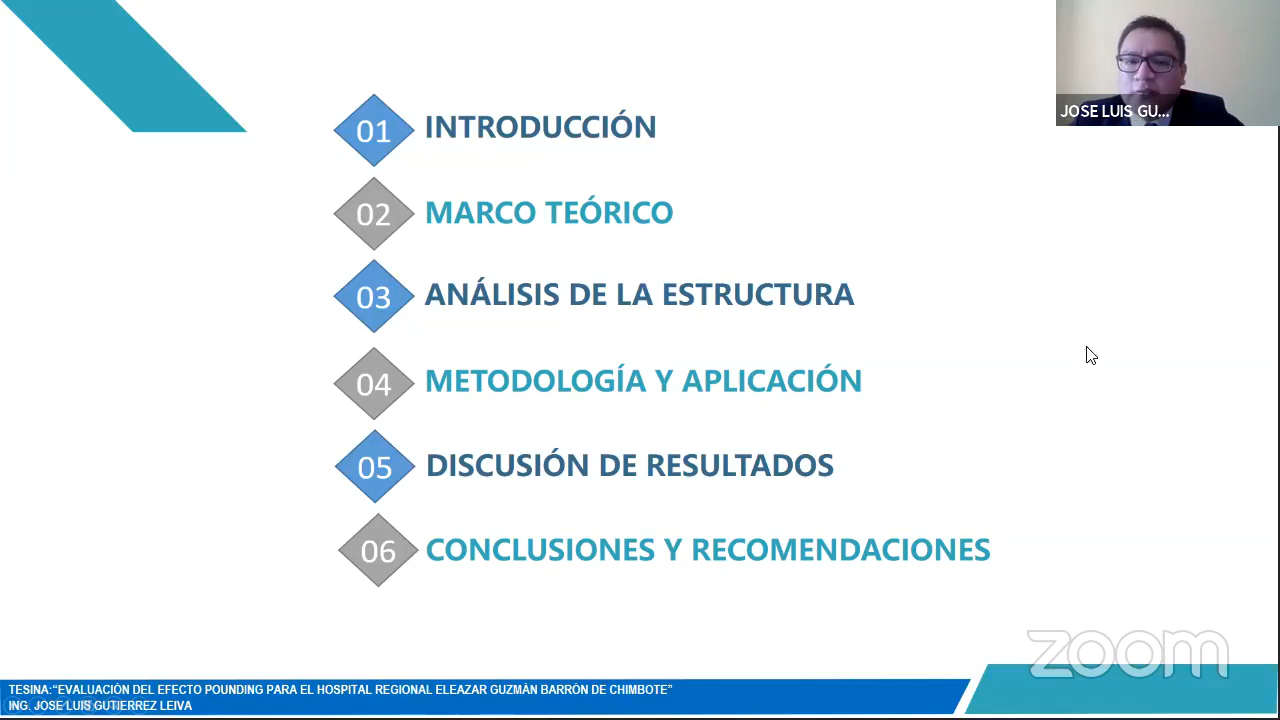 JOSE LUIS GU...
01 INTRODUCCIÓN
02 MARCO TEÓRICO
03 ANÁLISIS DE LA ESTRUCTURA
04 METODOLOGÍA Y APLICACIÓN
05 DISCUSIÓN DE RESULTADOS
06 CONCLUSIONES Y RECOMENDACIONES
zoom
TESINA:“EVALUACIÓN DEL EFECTO POUNDING PARA EL HOSPITAL REGIONAL ELEAZAR GUZMÁN BARRÓN DE CHIMBOTE”
ING. JOSE LUIS GUTIERREZ LEIVA